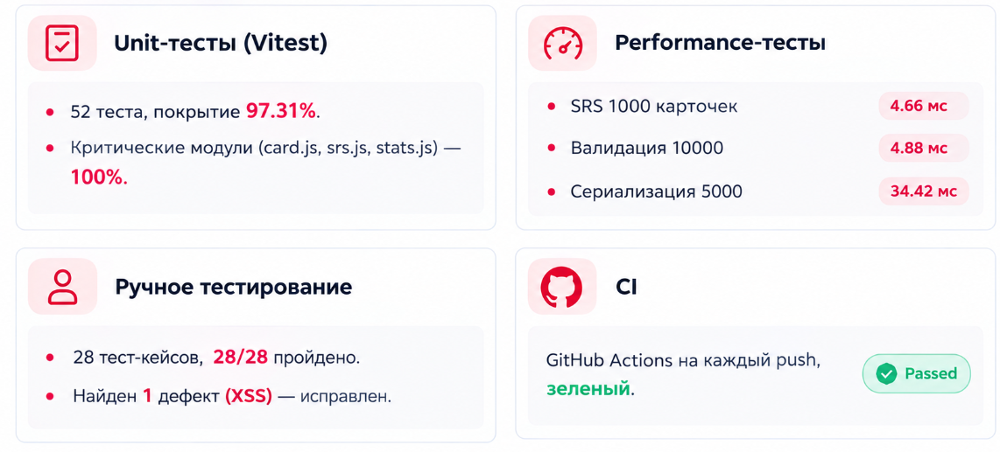 Unit-тесты (Vitest)
52 теста, покрытие 97.31%.
Критические модули (card.js, srs.js, stats.js) —
100%.
Performance-тесты
SRS 1000 карточек 4.66 мс
Валидация 10000 4.88 мс
Сериализация 5000 34.42 мс
Ручное тестирование
28 тест-кейсов, 28/28 пройдено.
Найден 1 дефект (XSS) — исправлен.
CI
GitHub Actions на каждый push,
зеленый.
Passed